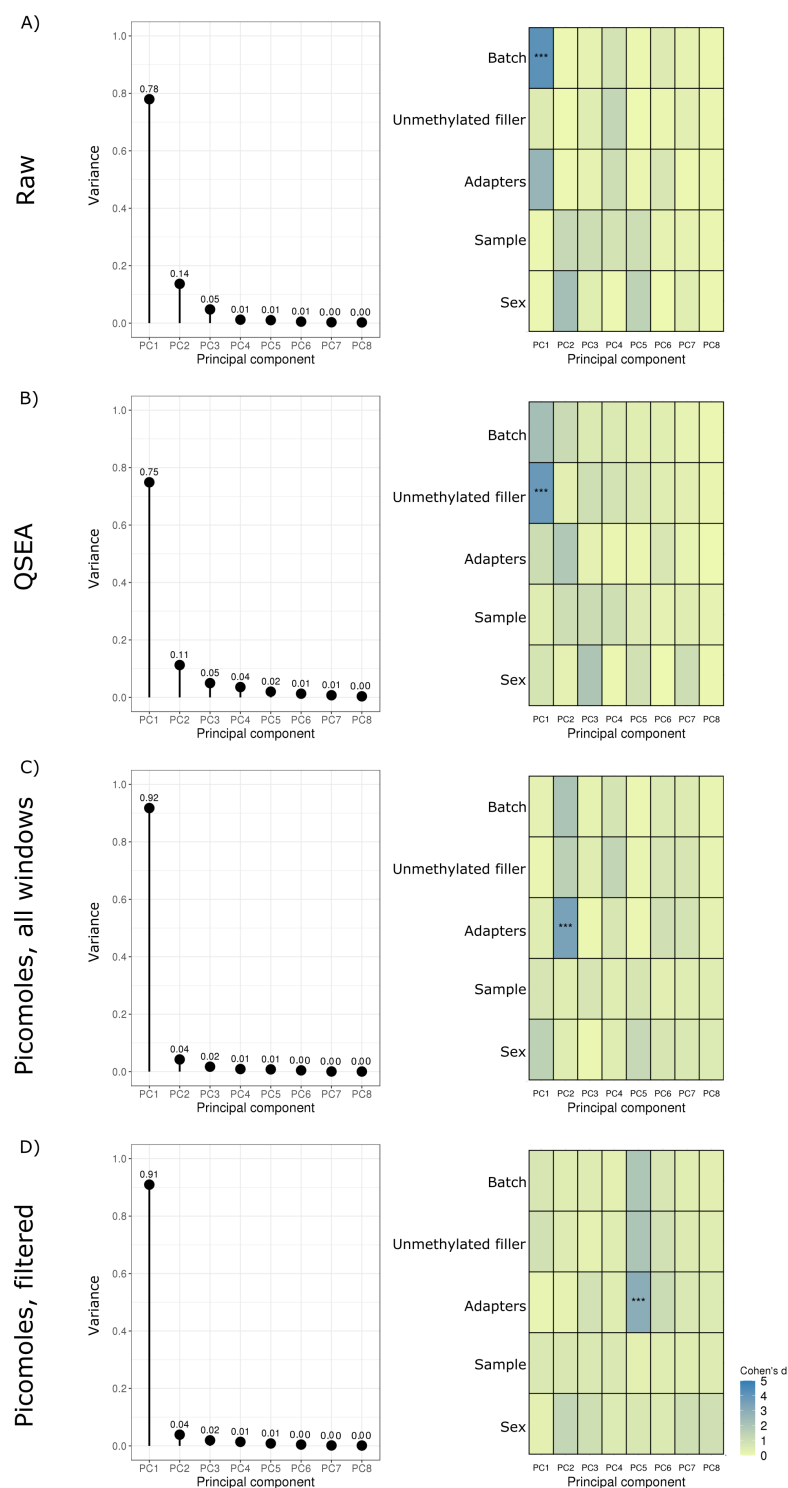 A)
Raw
Variance
1.0
0.8
0.6
0.4
0.2
0.0
0.78
0.14
0.05
0.01
0.01
0.01
0.00
0.00
PC1 PC2 PC3 PC4 PC5 PC6 PC7 PC8
Principal component
Batch
Unmethylated filler
Adapters
Sample
Sex
***
PC1 PC2 PC3 PC4 PC5 PC6 PC7 PC8
Principal component
B)
QSEA
Variance
1.0
0.8
0.6
0.4
0.2
0.0
0.75
0.11
0.05
0.04
0.02
0.01
0.01
0.00
PC1 PC2 PC3 PC4 PC5 PC6 PC7 PC8
Principal component
Batch
Unmethylated filler
Adapters
Sample
Sex
***
PC1 PC2 PC3 PC4 PC5 PC6 PC7 PC8
Principal component
C)
Picomoles, all windows
Variance
1.0
0.8
0.6
0.4
0.2
0.0
0.92
0.04
0.02
0.01
0.01
0.00
0.00
0.00
PC1 PC2 PC3 PC4 PC5 PC6 PC7 PC8
Principal component
Batch
Unmethylated filler
Adapters
Sample
Sex
***
PC1 PC2 PC3 PC4 PC5 PC6 PC7 PC8
Principal component
D)
Picomoles, filtered
Variance
1.0
0.8
0.6
0.4
0.2
0.0
0.91
0.04
0.02
0.01
0.01
0.00
0.00
0.00
PC1 PC2 PC3 PC4 PC5 PC6 PC7 PC8
Principal component
Batch
Unmethylated filler
Adapters
Sample
Sex
***
PC1 PC2 PC3 PC4 PC5 PC6 PC7 PC8
Principal component
Cohen's d
5
4
3
2
1
0